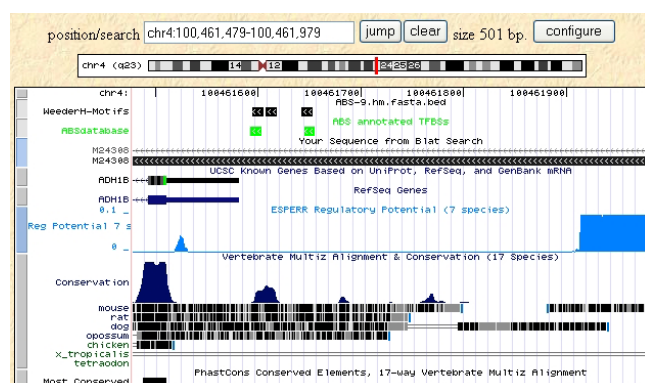 position/search chr4:100,461,479-100,461,979 jump clear size 501 bp. configure
chr4 (q23) 14 12 24 25 26
chr4: 100461600 100461700 100461800 100461900
ABS-9.hm.fasta.bed
WeederH-Motifs
ABS annotated TFBSs
ABSdatabase
Your Sequence from Blat Search
M24308
M24308
UCSC Known Genes Based on UniProt, RefSeq, and GenBank mRNA
ADH1B
RefSeq Genes
ADH1B
ESPERR Regulatory Potential (7 species)
0.1 _
Reg Potential 7 s
0 _
Vertebrate Multiz Alignment & Conservation (17 Species)
Conservation
mouse
rat
dog
opossum
chicken
x_tropicalis
tetraodon
PhastCons Conserved Elements, 17-way Vertebrate Multiz Alignment
Most Conserved